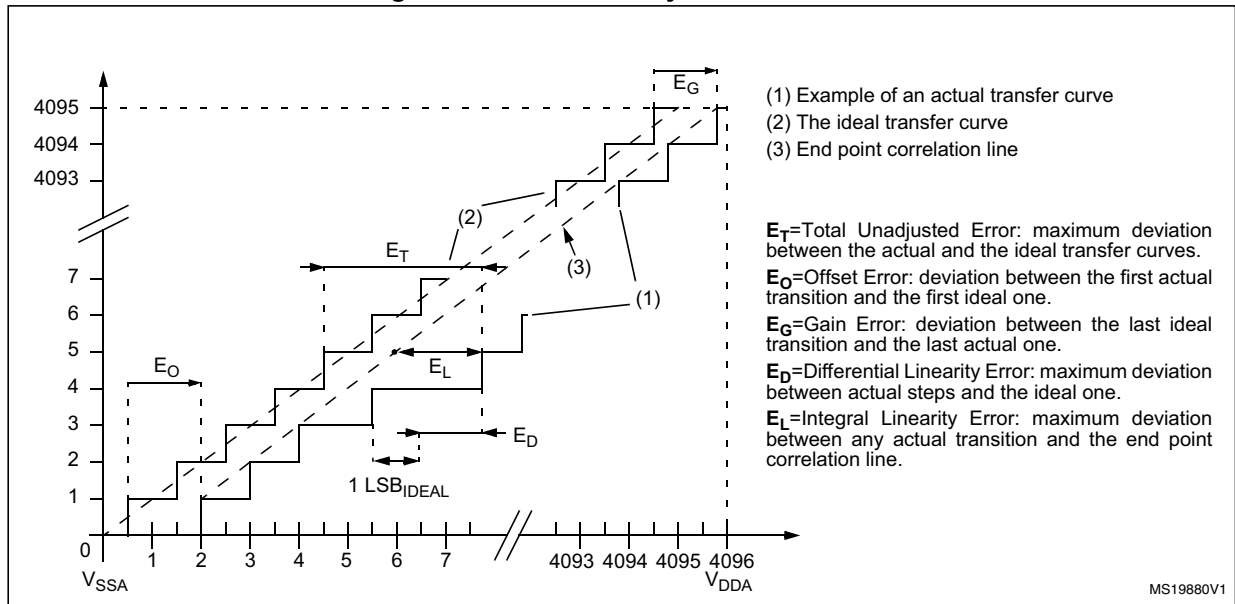 E_G
4095
4094
4093
7
6
5
4
3
2
1
0
(2)
E_T
(3)
(1)
E_L
E_O
E_D
1 LSB_IDEAL
1 2 3 4 5 6 7 4093 4094 4095 4096
V_SSA V_DDA
(1) Example of an actual transfer curve
(2) The ideal transfer curve
(3) End point correlation line
E_T=Total Unadjusted Error: maximum deviation
between the actual and the ideal transfer curves.
E_O=Offset Error: deviation between the first actual
transition and the first ideal one.
E_G=Gain Error: deviation between the last ideal
transition and the last actual one.
E_D=Differential Linearity Error: maximum deviation
between actual steps and the ideal one.
E_L=Integral Linearity Error: maximum deviation
between any actual transition and the end point
correlation line.
MS19880V1